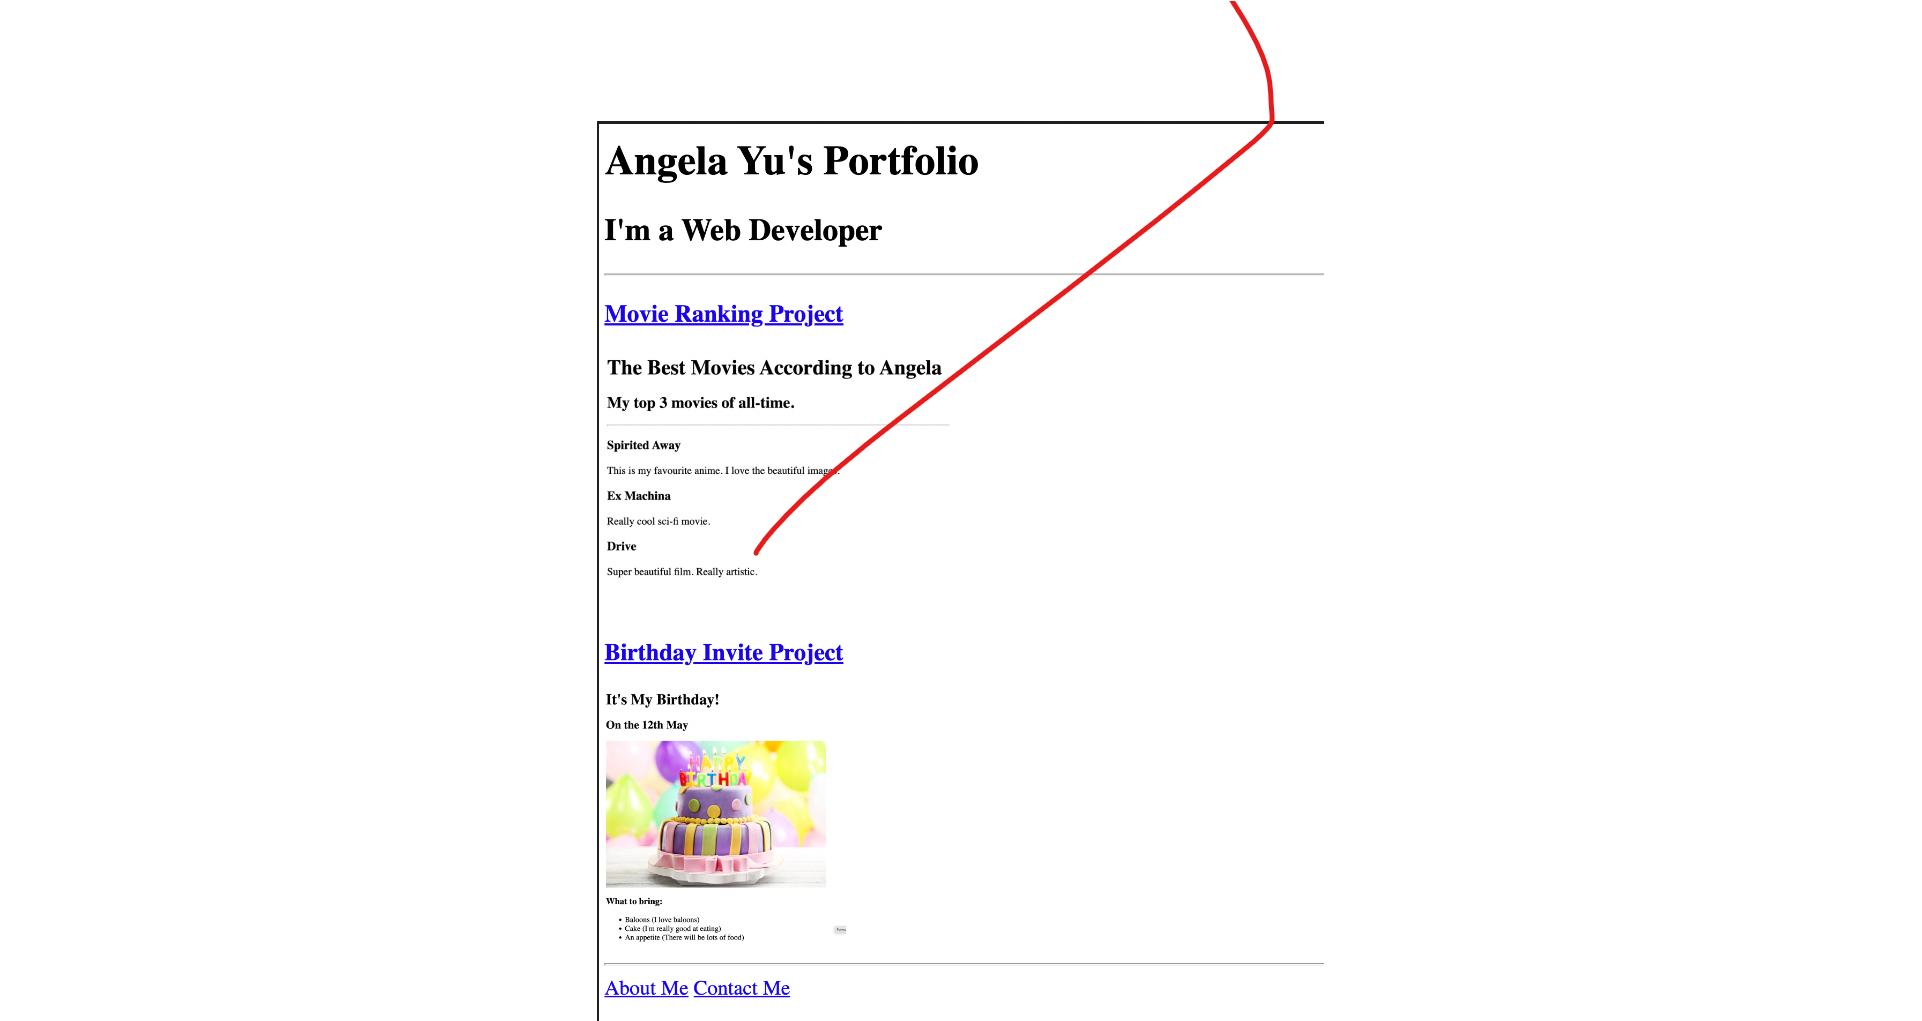 Angela Yu's Portfolio
I'm a Web Developer
Movie Ranking Project
The Best Movies According to Angela
My top 3 movies of all-time.
Spirited Away
This is my favourite anime. I love the beautiful images.
Ex Machina
Really cool sci-fi movie.
Drive
Super beautiful film. Really artistic.
Birthday Invite Project
It's My Birthday!
On the 12th May
HAPPY
BIRTHDAY
What to bring:
• Baloons (I love baloons)
• Cake (I'm really good at eating)
• An appetite (There will be lots of food)
About Me Contact Me